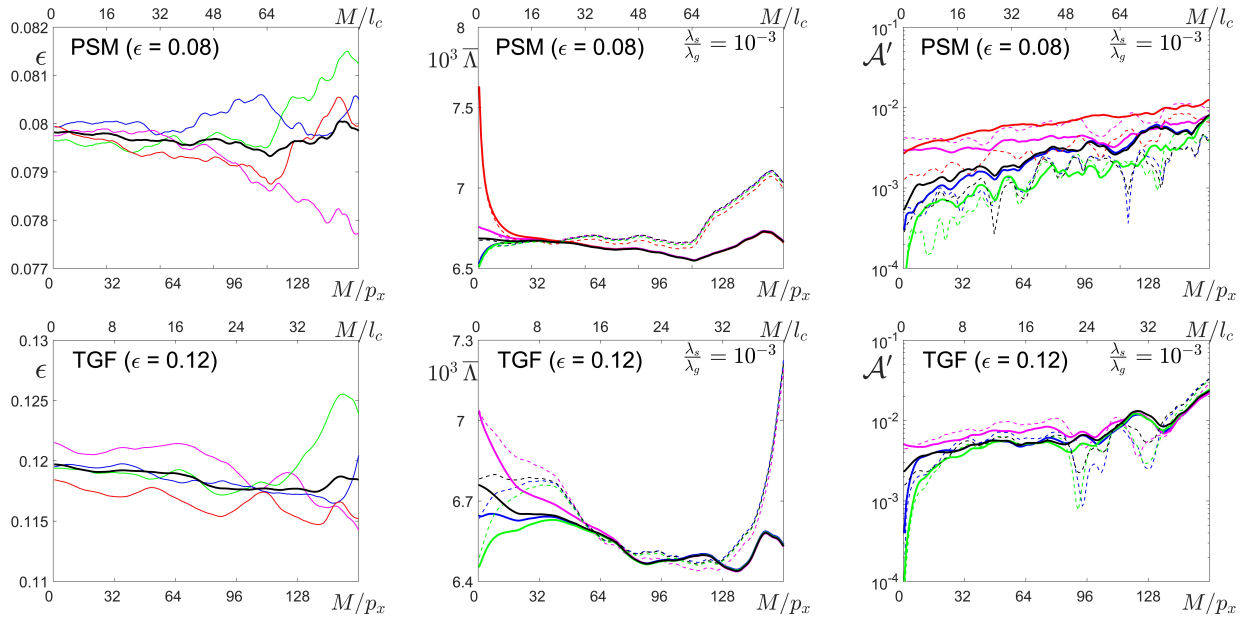 0 16 32 48 64 M/l_c
0.082
PSM (ϵ = 0.08)
ϵ
0.081
0.08
0.079
0.078
0.077
0 32 64 96 128 M/p_x
0 16 32 48 64 M/l_c
8
PSM (ϵ = 0.08) λ_s/λ_g = 10^{-3}
10^3 Λ̅
7.5
7
6.5
0 32 64 96 128 M/p_x
0 16 32 48 64 M/l_c
10^{-1}
PSM (ϵ = 0.08) λ_s/λ_g = 10^{-3}
𝒜′
10^{-2}
10^{-3}
10^{-4}
0 32 64 96 128 M/p_x
0 8 16 24 32 M/l_c
0.13
TGF (ϵ = 0.12)
ϵ
0.125
0.12
0.115
0.11
0 32 64 96 128 M/p_x
0 8 16 24 32 M/l_c
7.3
TGF (ϵ = 0.12) λ_s/λ_g = 10^{-3}
10^3 Λ̅
7
6.7
6.4
0 32 64 96 128 M/p_x
0 8 16 24 32 M/l_c
10^{-1}
TGF (ϵ = 0.12) λ_s/λ_g = 10^{-3}
𝒜′
10^{-2}
10^{-3}
10^{-4}
0 32 64 96 128 M/p_x